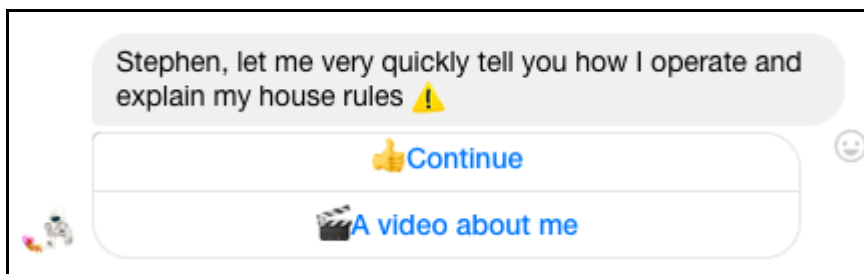 Stephen, let me very quickly tell you how I operate and
explain my house rules ⚠️
👍Continue
🎬A video about me